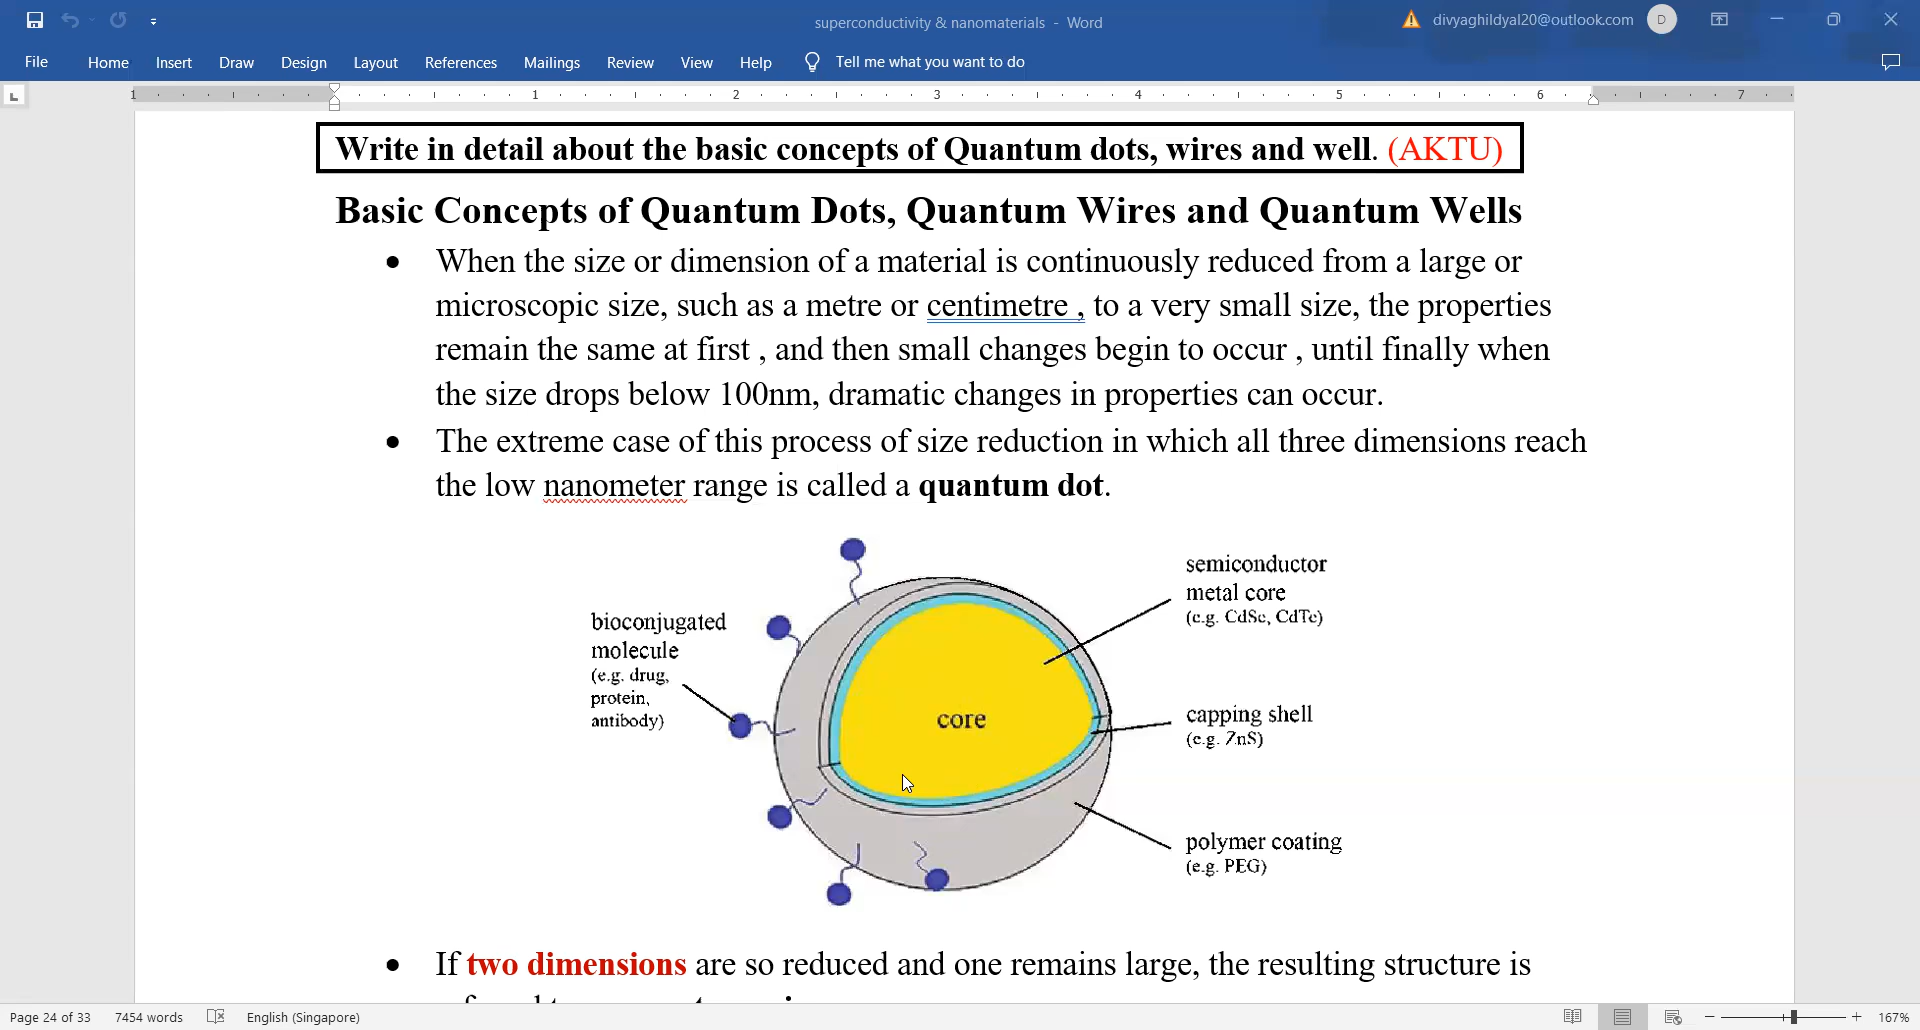 superconductivity & nanomaterials - Word
divyaghildyal20@outlook.com
D
File Home Insert Draw Design Layout References Mailings Review View Help Tell me what you want to do
1 1 2 3 4 5 6 7
Write in detail about the basic concepts of Quantum dots, wires and well. (AKTU)
Basic Concepts of Quantum Dots, Quantum Wires and Quantum Wells
• When the size or dimension of a material is continuously reduced from a large or
microscopic size, such as a metre or centimetre , to a very small size, the properties
remain the same at first , and then small changes begin to occur , until finally when
the size drops below 100nm, dramatic changes in properties can occur.
• The extreme case of this process of size reduction in which all three dimensions reach
the low nanometer range is called a quantum dot.
semiconductor
metal core
(e.g. CdSe, CdTe)
bioconjugated
molecule
(e.g. drug,
protein,
antibody)
core
capping shell
(e.g. ZnS)
polymer coating
(e.g. PEG)
• If two dimensions are so reduced and one remains large, the resulting structure is
Page 24 of 33 7454 words English (Singapore) 167%